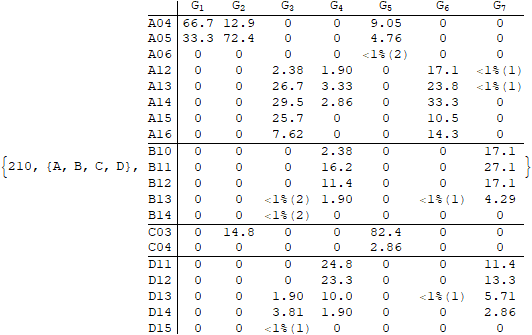 G₁ G₂ G₃ G₄ G₅ G₆ G₇
A04 66.7 12.9 0 0 9.05 0 0
A05 33.3 72.4 0 0 4.76 0 0
A06 0 0 0 0 <1%(2) 0 0
A12 0 0 2.38 1.90 0 17.1 <1%(1)
A13 0 0 26.7 3.33 0 23.8 <1%(1)
A14 0 0 29.5 2.86 0 33.3 0
A15 0 0 25.7 0 0 10.5 0
A16 0 0 7.62 0 0 14.3 0
B10 0 0 0 2.38 0 0 17.1
{210, {A, B, C, D}, B11 0 0 0 16.2 0 0 27.1 }
B12 0 0 0 11.4 0 0 17.1
B13 0 0 <1%(2) 1.90 0 <1%(1) 4.29
B14 0 0 <1%(2) 0 0 0 0
C03 0 14.8 0 0 82.4 0 0
C04 0 0 0 0 2.86 0 0
D11 0 0 0 24.8 0 0 11.4
D12 0 0 0 23.3 0 0 13.3
D13 0 0 1.90 10.0 0 <1%(1) 5.71
D14 0 0 3.81 1.90 0 0 2.86
D15 0 0 <1%(1) 0 0 0 0